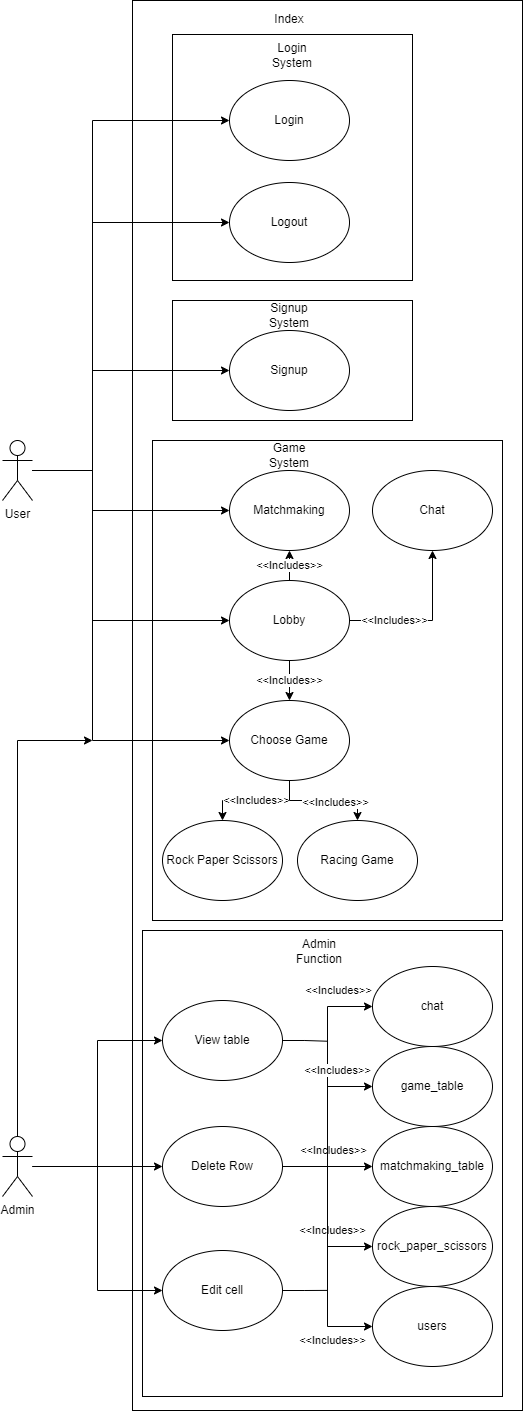 Index
Login
System
Login
Logout
Signup
System
Signup
Game
System
User
Matchmaking
Chat
<<Includes>>
Lobby
<<Includes>>
<<Includes>>
Choose Game
<<Includes>>
<<Includes>>
Rock Paper Scissors
Racing Game
Admin
Function
<<Includes>>
chat
View table
<<Includes>>
game_table
<<Includes>>
Delete Row
matchmaking_table
Admin
<<Includes>>
rock_paper_scissors
Edit cell
users
<<Includes>>